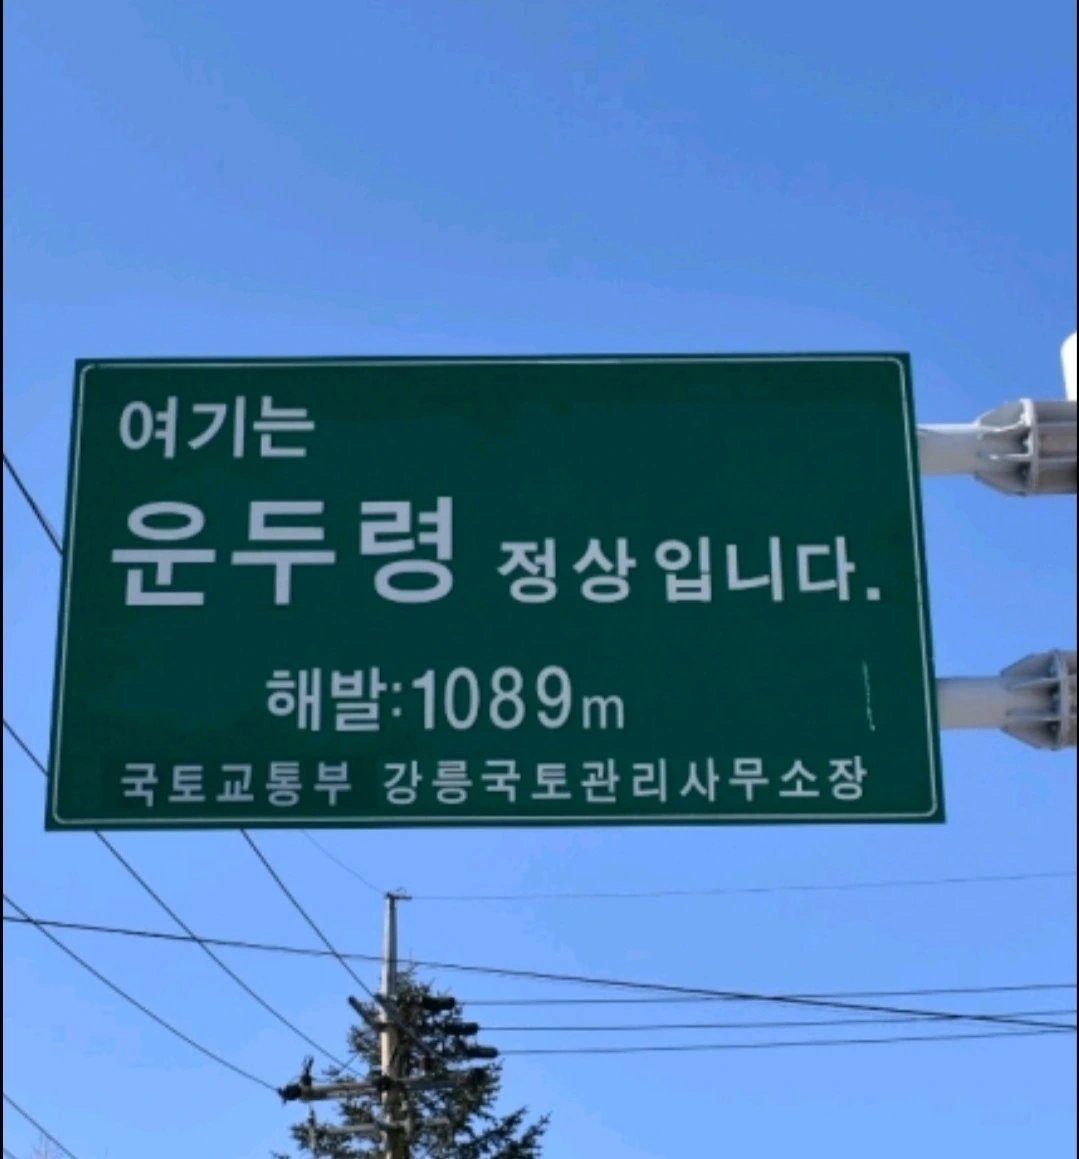 여기는
운두령 정상입니다.
해발:1089m
국토교통부 강릉국토관리사무소장